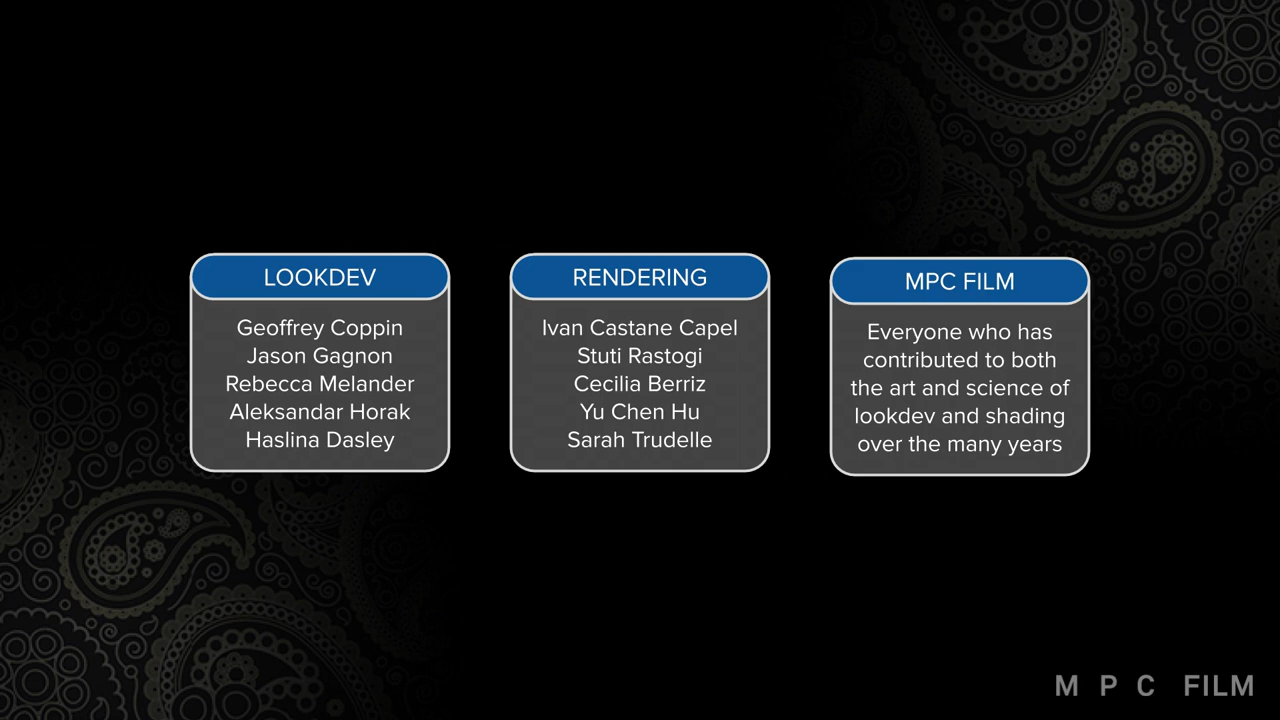 LOOKDEV
Geoffrey Coppin
Jason Gagnon
Rebecca Melander
Aleksandar Horak
Haslina Dasley
RENDERING
Ivan Castane Capel
Stuti Rastogi
Cecilia Berriz
Yu Chen Hu
Sarah Trudelle
MPC FILM
Everyone who has
contributed to both
the art and science of
lookdev and shading
over the many years
MPC FILM